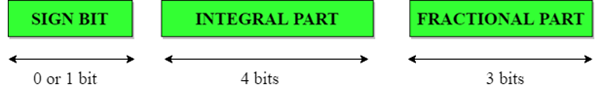 SIGN BIT INTEGRAL PART FRACTIONAL PART
0 or 1 bit 4 bits 3 bits